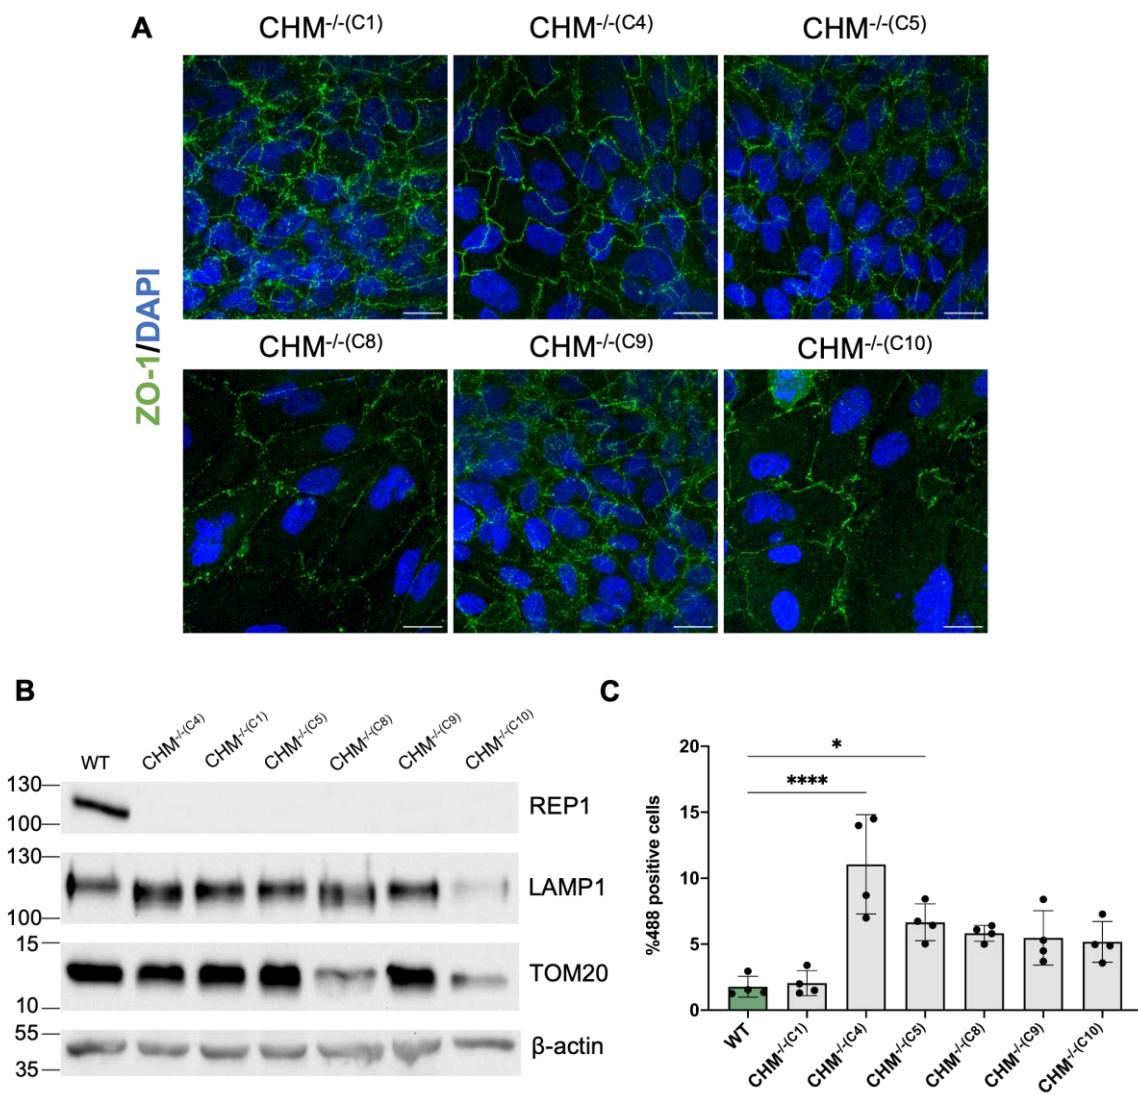 A
CHM-/-(C1)
CHM-/-(C4)
CHM-/-(C5)
ZO-1/DAPI
CHM-/-(C8)
CHM-/-(C9)
CHM-/-(C10)
B
WT
CHM-/-(C4)
CHM-/-(C1)
CHM-/-(C5)
CHM-/-(C8)
CHM-/-(C9)
CHM-/-(C10)
130
100
REP1
130
100
LAMP1
15
10
TOM20
55
35
β-actin
C
%488 positive cells
20
15
10
5
0
*
****
WT
CHM-/-(C1)
CHM-/-(C4)
CHM-/-(C5)
CHM-/-(C8)
CHM-/-(C9)
CHM-/-(C10)